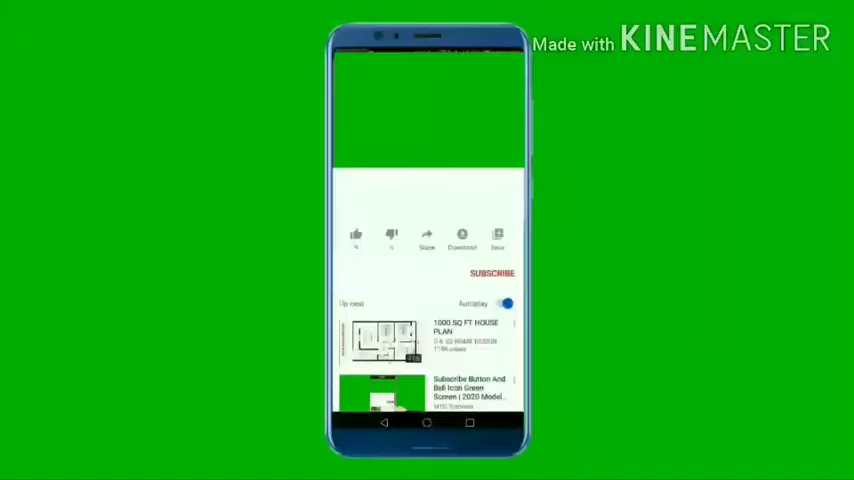 Made with KINEMASTER
Share
Download
Save
SUBSCRIBE
Up next
Autoplay
1000 SQ FT HOUSE
PLAN
Subscribe Button And
Bell Icon Green
Screen | 2020 Model...